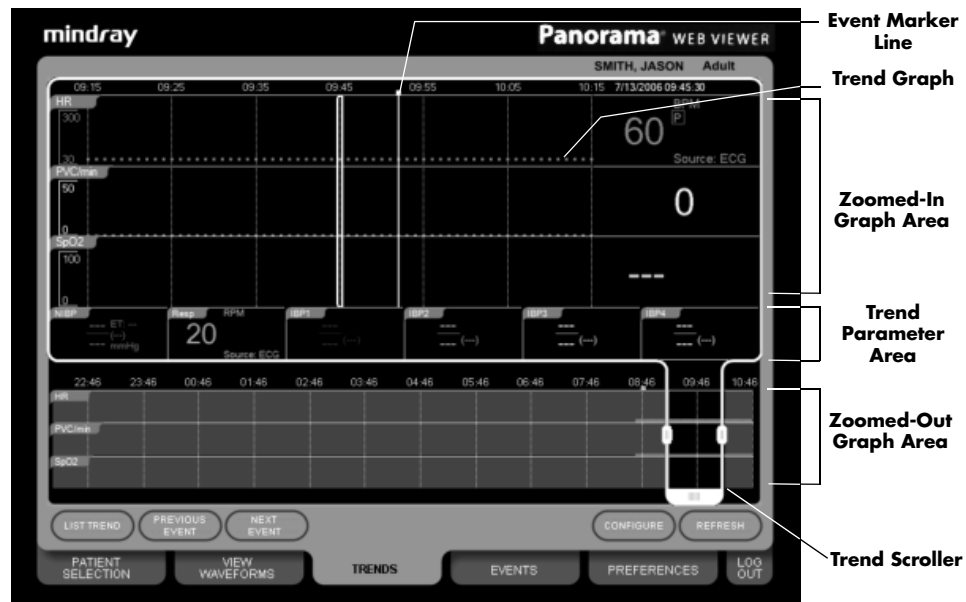 mindray
Panorama® WEB VIEWER
SMITH, JASON Adult
09:15 09:25 09:35 09:45 09:55 10:05 10:15 7/13/2006 09:45:30
HR
300
30
60
BPM
P
Source: ECG
PVC/min
50
0
0
SpO2
100
0
---
NIBP
--- ET: --
--- (---)
--- mmHg
Resp RPM
20
Source: ECG
IBP1
---
--- (---)
IBP2
---
--- (---)
IBP3
---
--- (---)
IBP4
---
--- (---)
22:46 23:46 00:46 01:46 02:46 03:46 04:46 05:46 06:46 07:46 08:46 09:46 10:46
HR
PVC/min
SpO2
LIST TREND
PREVIOUS
EVENT
NEXT
EVENT
CONFIGURE
REFRESH
PATIENT
SELECTION
VIEW
WAVEFORMS
TRENDS
EVENTS
PREFERENCES
LOG
OUT
Event Marker
Line
Trend Graph
Zoomed-In
Graph Area
Trend
Parameter
Area
Zoomed-Out
Graph Area
Trend Scroller